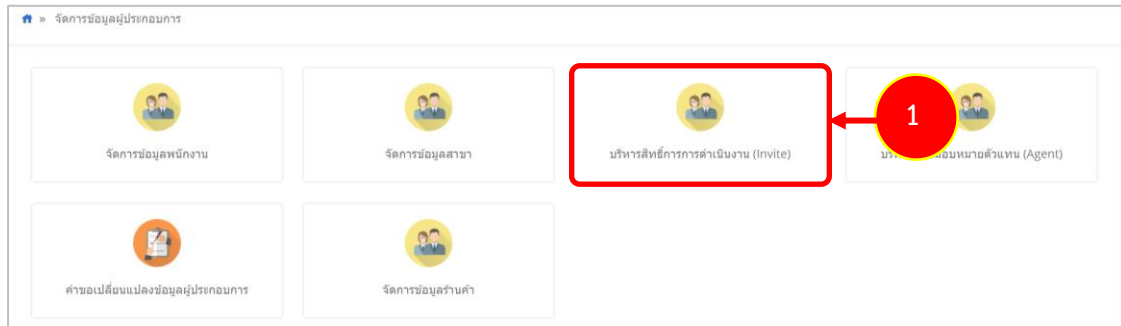 » จัดการข้อมูลผู้ประกอบการ
จัดการข้อมูลพนักงาน
จัดการข้อมูลสาขา
บริหารสิทธิ์การการดำเนินงาน (Invite)
1
มอบหมายตัวแทน (Agent)
คำขอเปลี่ยนแปลงข้อมูลผู้ประกอบการ
จัดการข้อมูลร้านค้า